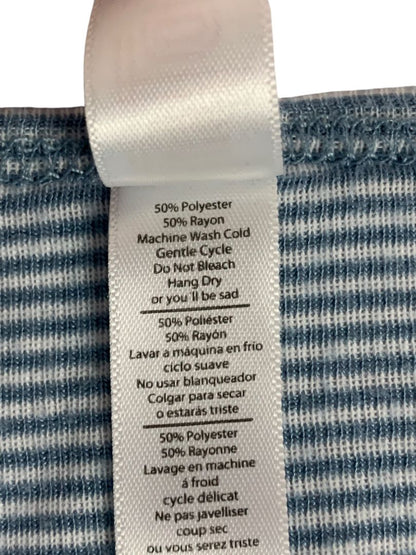 50% Polyester
50% Rayon
Machine Wash Cold
Gentle Cycle
Do Not Bleach
Hang Dry
or you'll be sad
50% Poliéster
50% Rayón
Lavar a máquina en frío
ciclo suave
No usar blanqueador
Colgar para secar
o estarás triste
50% Polyester
50% Rayonne
Lavage en machine
á froid
cycle délicat
Ne pas javelliser
coup sec
ou vous serez triste